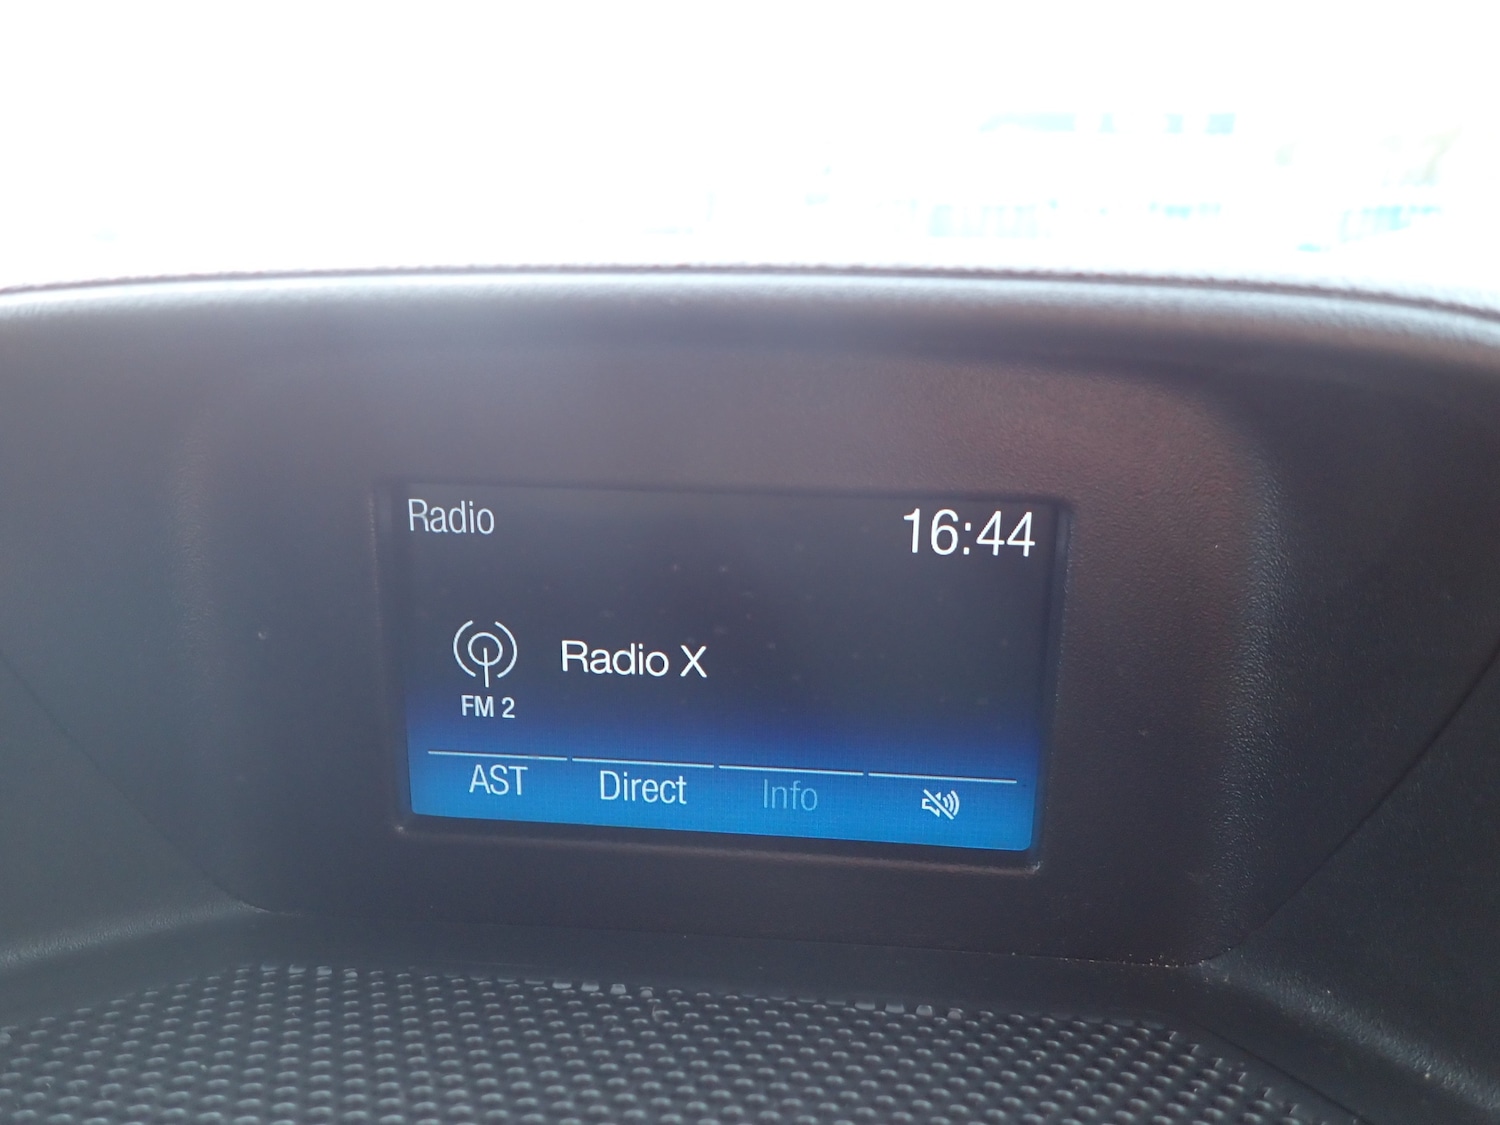 Radio
16:44
Radio X
FM 2
AST
Direct
Info